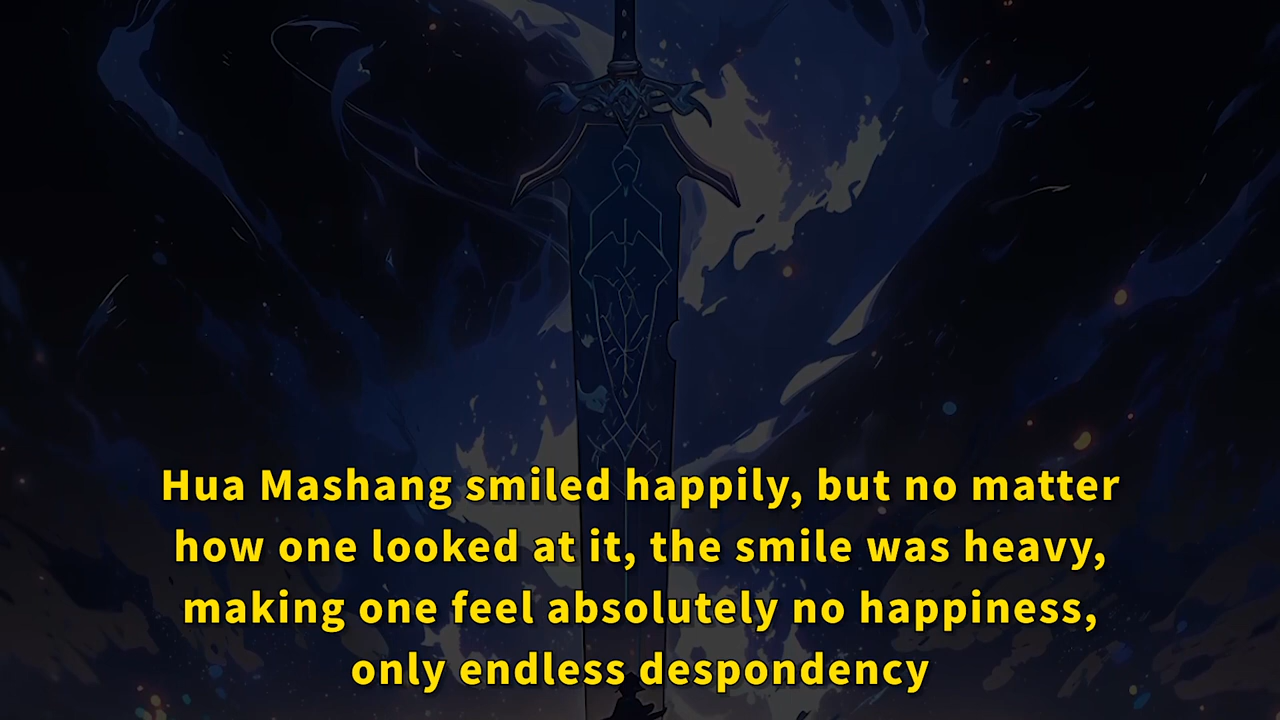 Hua Mashang smiled happily, but no matter
how one looked at it, the smile was heavy,
making one feel absolutely no happiness,
only endless despondency